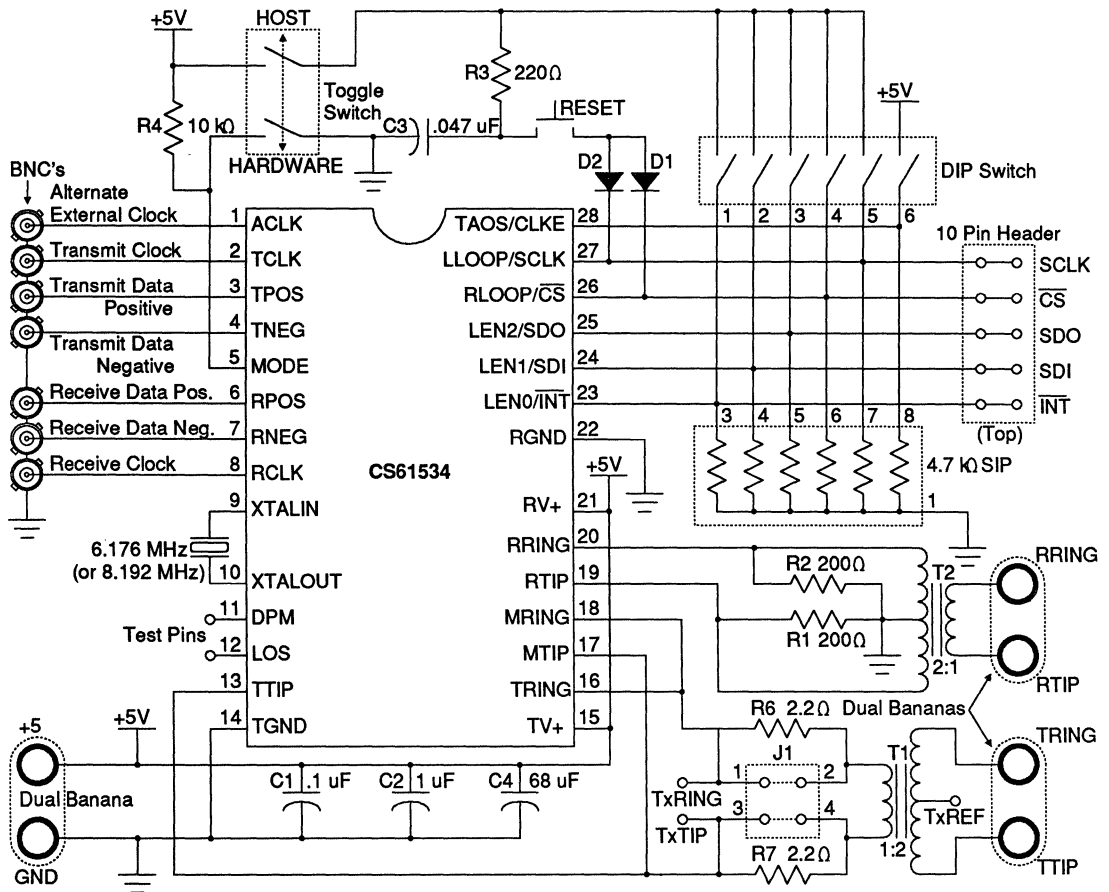 +5V
HOST
R3
220Ω
Toggle
Switch
R4
10 kΩ
C3
.047 uF
RESET
+5V
HARDWARE
D2
D1
DIP Switch
1
2
3
4
5
6
BNC's
Alternate
External Clock
Transmit Clock
Transmit Data
Positive
Transmit Data
Negative
Receive Data Pos.
Receive Data Neg.
Receive Clock
1
ACLK
2
TCLK
3
TPOS
4
TNEG
5
MODE
6
RPOS
7
RNEG
8
RCLK
9
XTALIN
6.176 MHz
(or 8.192 MHz)
10
XTALOUT
11
DPM
Test Pins
12
LOS
13
TTIP
14
TGND
CS61534
TAOS/CLKE
28
LLOOP/SCLK
27
RLOOP/CS
26
LEN2/SDO
25
LEN1/SDI
24
LEN0/INT
23
RGND
22
+5V
RV+
21
RRING
20
RTIP
19
MRING
18
MTIP
17
TRING
16
TV+
15
10 Pin Header
SCLK
CS
SDO
SDI
INT
(Top)
3
4
5
6
7
8
4.7 kΩ SIP
1
R2 200Ω
R1 200Ω
T2
2:1
RRING
RTIP
Dual Bananas
R6 2.2Ω
J1
1
2
3
4
TxRING
TxTIP
R7 2.2Ω
T1
1:2
TxREF
TRING
TTIP
+5
+5V
Dual Banana
GND
C1
.1 uF
C2
1 uF
C4
68 uF